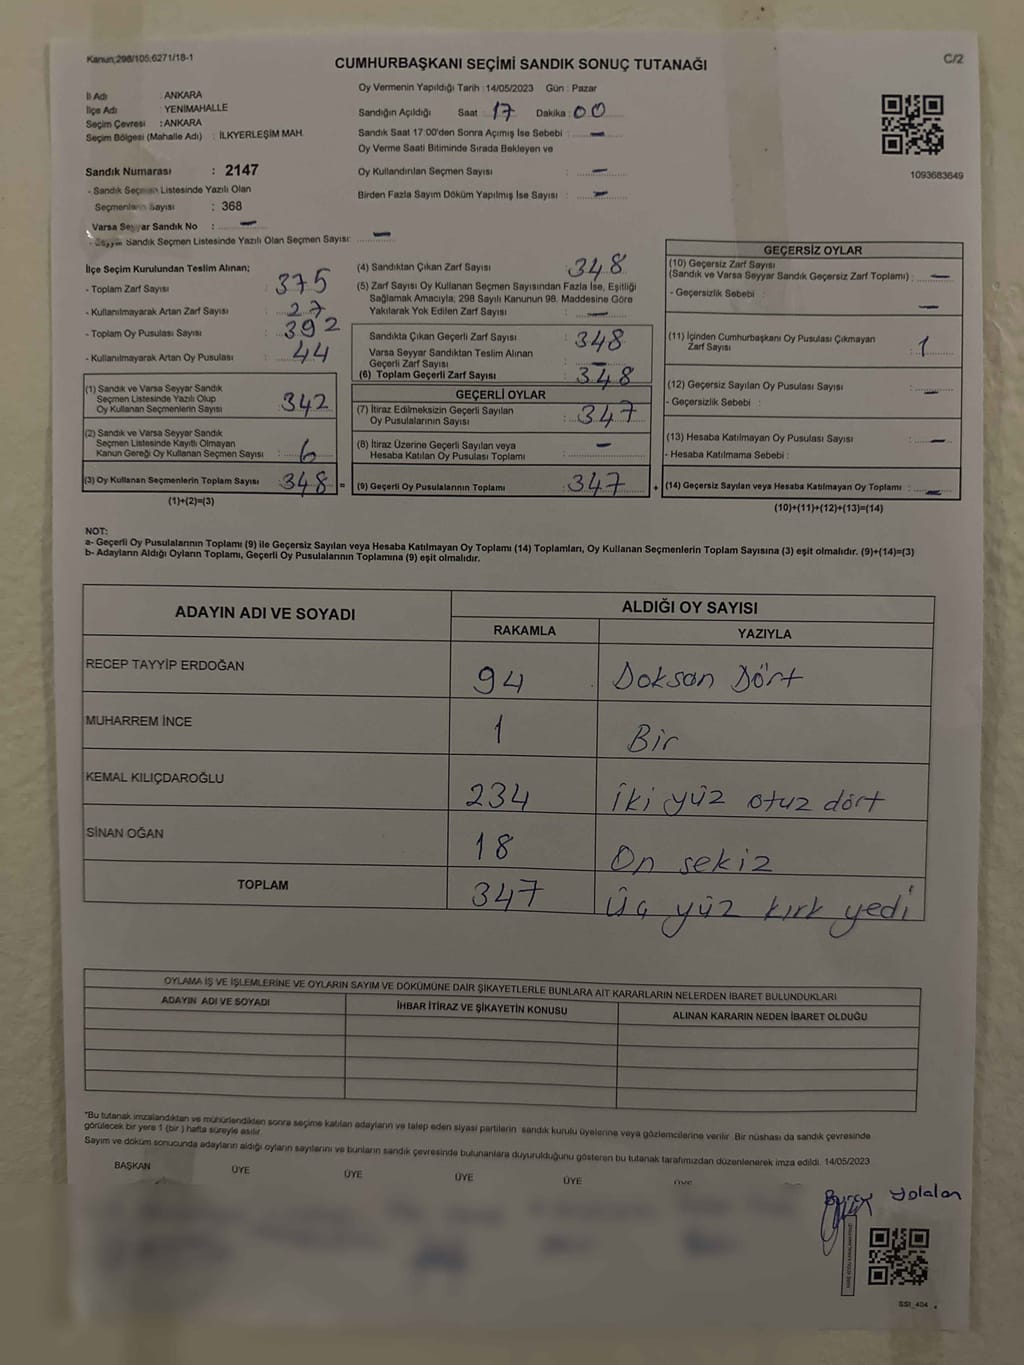 Kanun;298/105;6271/18-1
C/2
CUMHURBAŞKANI SEÇİMİ SANDIK SONUÇ TUTANAĞI
İl Adı : ANKARA
İlçe Adı : YENİMAHALLE
Seçim Çevresi : ANKARA
Seçim Bölgesi (Mahalle Adı) : İLKYERLEŞİM MAH.
Sandık Numarası : 2147
- Sandık Seçmen Listesinde Yazılı Olan
Seçmenlerin Sayısı : 368
Varsa Seyyar Sandık No : —
- Seyyar Sandık Seçmen Listesinde Yazılı Olan Seçmen Sayısı: —
Oy Vermenin Yapıldığı Tarih : 14/05/2023 Gün : Pazar
Sandığın Açıldığı Saat 17 Dakika : 00
Sandık Saat 17:00'den Sonra Açımış İse Sebebi : —
Oy Verme Saati Bitiminde Sırada Bekleyen ve
Oy Kullandırılan Seçmen Sayısı : —
Birden Fazla Sayım Döküm Yapılmış İse Sayısı : —
1093683649
İlçe Seçim Kurulundan Teslim Alınan;
- Toplam Zarf Sayısı : 375
- Kullanılmayarak Artan Zarf Sayısı : 27
- Toplam Oy Pusulası Sayısı : 392
- Kullanılmayarak Artan Oy Pusulası : 44
(1) Sandık ve Varsa Seyyar Sandık
Seçmen Listesinde Yazılı Olup
Oy Kullanan Seçmenlerin Sayısı : 342
(2) Sandık ve Varsa Seyyar Sandık
Seçmen Listesinde Kayıtlı Olmayan
Kanun Gereği Oy Kullanan Seçmen Sayısı : 6
(3) Oy Kullanan Seçmenlerin Toplam Sayısı : 348 =
(1)+(2)=(3)
(4) Sandıktan Çıkan Zarf Sayısı : 348
(5) Zarf Sayısı Oy Kullanan Seçmen Sayısından Fazla İse, Eşitliği
Sağlamak Amacıyla; 298 Sayılı Kanunun 98. Maddesine Göre
Yakılarak Yok Edilen Zarf Sayısı : —
Sandıkta Çıkan Geçerli Zarf Sayısı : 348
Varsa Seyyar Sandıktan Teslim Alınan
Geçerli Zarf Sayısı : —
(6) Toplam Geçerli Zarf Sayısı : 348
GEÇERLİ OYLAR
(7) İtiraz Edilmeksizin Geçerli Sayılan
Oy Pusulalarının Sayısı : 347
(8) İtiraz Üzerine Geçerli Sayılan veya
Hesaba Katılan Oy Pusulası Toplamı : —
(9) Geçerli Oy Pusulalarının Toplamı : 347 +
GEÇERSİZ OYLAR
(10) Geçersiz Zarf Sayısı
(Sandık ve Varsa Seyyar Sandık Geçersiz Zarf Toplamı) : —
- Geçersizlik Sebebi : —
(11) İçinden Cumhurbaşkanı Oy Pusulası Çıkmayan
Zarf Sayısı : 1
(12) Geçersiz Sayılan Oy Pusulası Sayısı : —
- Geçersizlik Sebebi :
(13) Hesaba Katılmayan Oy Pusulası Sayısı : —
- Hesaba Katılmama Sebebi :
(14) Geçersiz Sayılan veya Hesaba Katılmayan Oy Toplamı : —
(10)+(11)+(12)+(13)=(14)
NOT:
a- Geçerli Oy Pusulalarının Toplamı (9) ile Geçersiz Sayılan veya Hesaba Katılmayan Oy Toplamı (14) Toplamları, Oy Kullanan Seçmenlerin Toplam Sayısına (3) eşit olmalıdır. (9)+(14)=(3)
b- Adayların Aldığı Oyların Toplamı, Geçerli Oy Pusulalarının Toplamına (9) eşit olmalıdır.
ADAYIN ADI VE SOYADI ALDIĞI OY SAYISI
RAKAMLA YAZIYLA
RECEP TAYYİP ERDOĞAN 94 Doksan Dört
MUHARREM İNCE 1 Bir
KEMAL KILIÇDAROĞLU 234 İki yüz otuz dört
SİNAN OĞAN 18 On sekiz
TOPLAM 347 Üç yüz kırk yedi
OYLAMA İŞ VE İŞLEMLERİNE VE OYLARIN SAYIM VE DÖKÜMÜNE DAİR ŞİKAYETLERLE BUNLARA AİT KARARLARIN NELERDEN İBARET BULUNDUKLARI
ADAYIN ADI VE SOYADI İHBAR İTİRAZ VE ŞİKAYETİN KONUSU ALINAN KARARIN NEDEN İBARET OLDUĞU
"Bu tutanak imzalandıktan ve mühürlendikten sonra seçime katılan adayların ve talep eden siyasi partilerin sandık kurulu üyelerine veya gözlemcilerine verilir. Bir nüshası da sandık çevresinde
görülecek bir yere 1 (bir ) hafta süreyle asılır.
Sayım ve döküm sonucunda adayların aldığı oyların sayılarını ve bunların sandık çevresinde bulunanlara duyurulduğunu gösteren bu tutanak tarafımızdan düzenlenerek imza edildi. 14/05/2023
BAŞKAN ÜYE ÜYE ÜYE ÜYE ÜYE
Yolalan
SSI_404